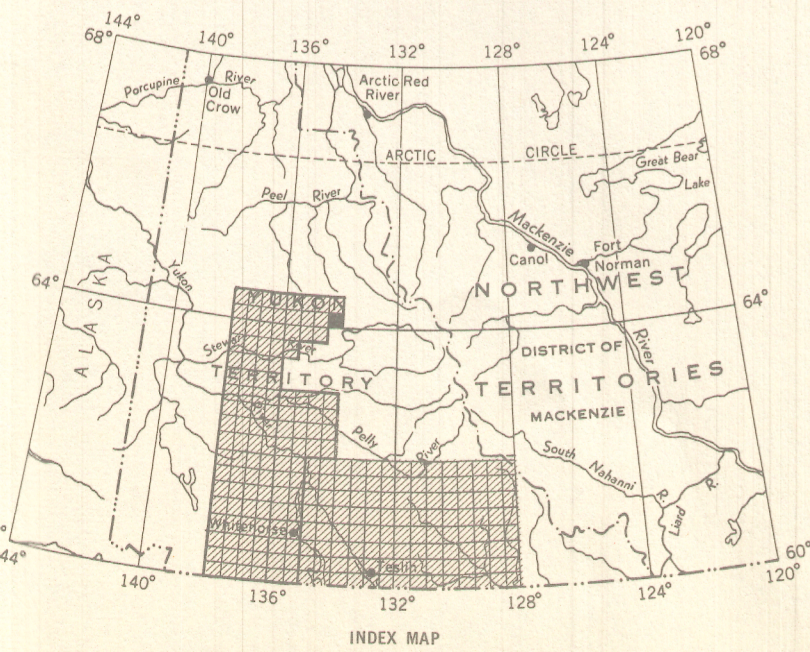 144°
68°
140°
136°
132°
128°
124°
120°
68°
Porcupine River
Old
Crow
Arctic Red
River
ARCTIC CIRCLE
Great Bear
Lake
Peel River
Mackenzie
Canol
Fort
Norman
64°
ALASKA
Yukon
YUKON
NORTHWEST
64°
Stewart River
River
DISTRICT OF
TERRITORY
TERRITORIES
MACKENZIE
Pelly River
South Nahanni R.
Liard R.
Whitehorse
Teslin
44°
140°
136°
132°
128°
124°
60°
120°
INDEX MAP